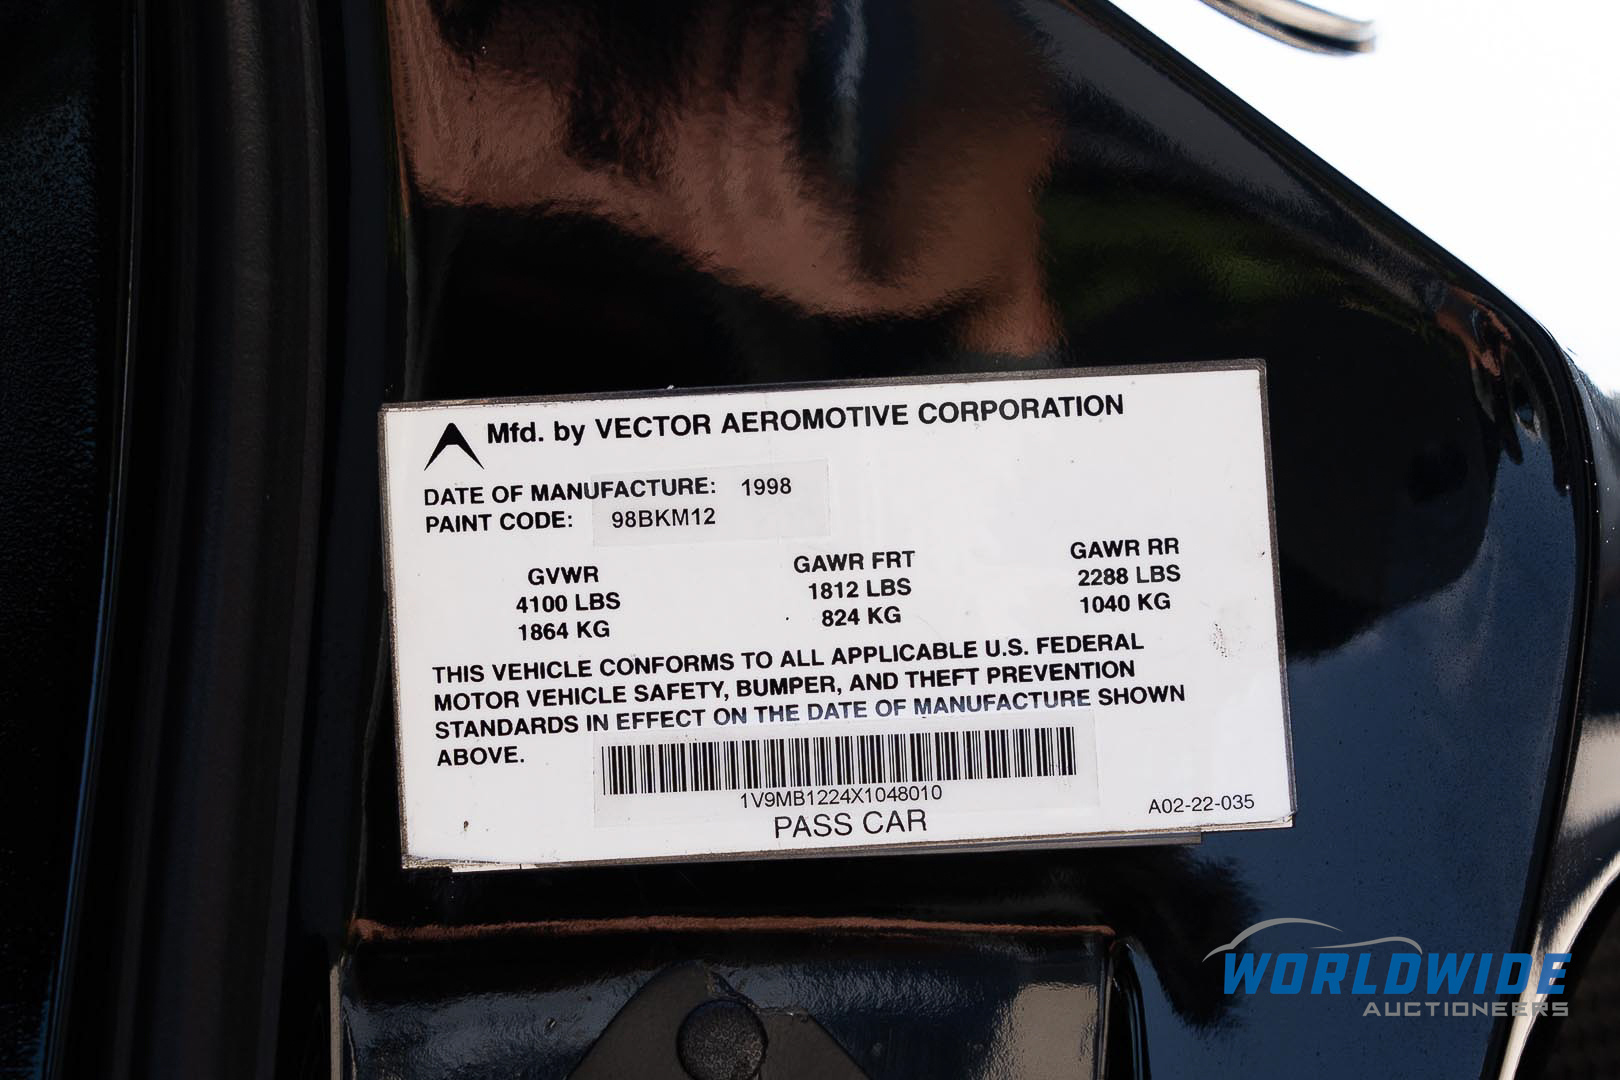 Mfd. by VECTOR AEROMOTIVE CORPORATION
DATE OF MANUFACTURE: 1998
PAINT CODE: 98BKM12
GVWR GAWR FRT GAWR RR
4100 LBS 1812 LBS 2288 LBS
1864 KG 824 KG 1040 KG
THIS VEHICLE CONFORMS TO ALL APPLICABLE U.S. FEDERAL
MOTOR VEHICLE SAFETY, BUMPER, AND THEFT PREVENTION
STANDARDS IN EFFECT ON THE DATE OF MANUFACTURE SHOWN
ABOVE.
1V9MB1224X1048010
PASS CAR
A02-22-035
WORLDWIDE
AUCTIONEERS